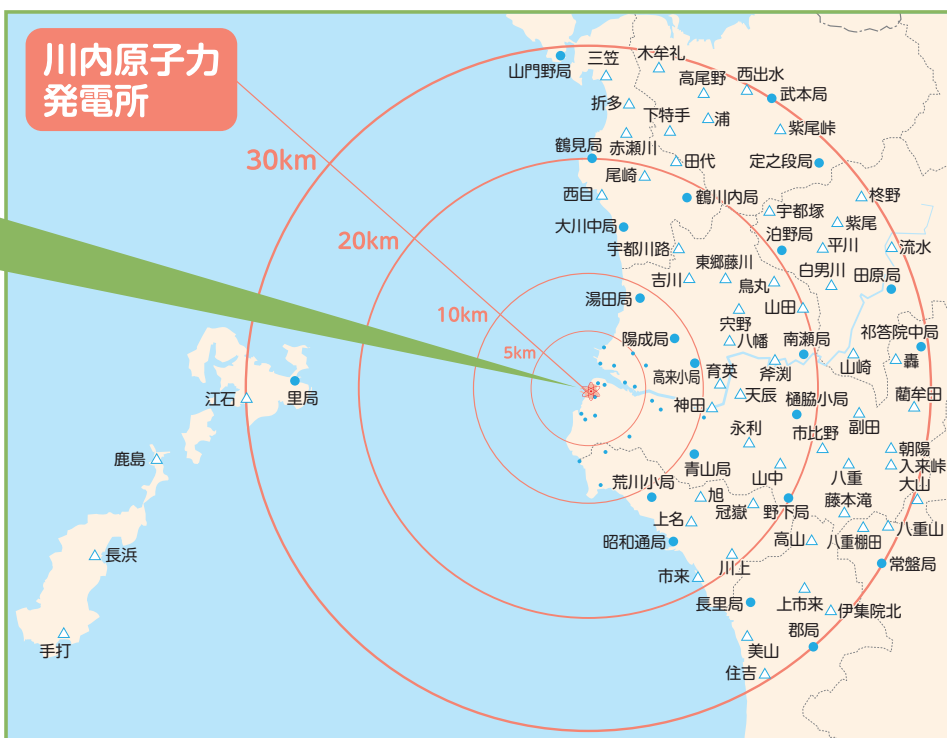 川内原子力
発電所
30km
20km
10km
5km
山門野局
三笠
木牟礼
高尾野
西出水
武本局
折多
下特手
浦
紫尾峠
赤瀬川
鶴見局
田代
定之段局
尾崎
西目
鶴川内局
柊野
宇都塚
紫尾
大川中局
泊野局
平川
流水
宇都川路
東郷藤川
白男川
田原局
吉川
鳥丸
湯田局
山田
穴野
祁答院中局
陽成局
八幡
南瀬局
轟
高来小局
育英
斧渕
山崎
天辰
樋脇小局
藺牟田
神田
副田
永利
市比野
朝陽
入来峠
青山局
山中
八重
大山
荒川小局
旭
冠嶽
野下局
藤本滝
上名
高山
八重棚田
八重山
昭和通局
川上
常盤局
市来
長里局
上市来
伊集院北
郡局
美山
住吉
江石
里局
鹿島
長浜
手打